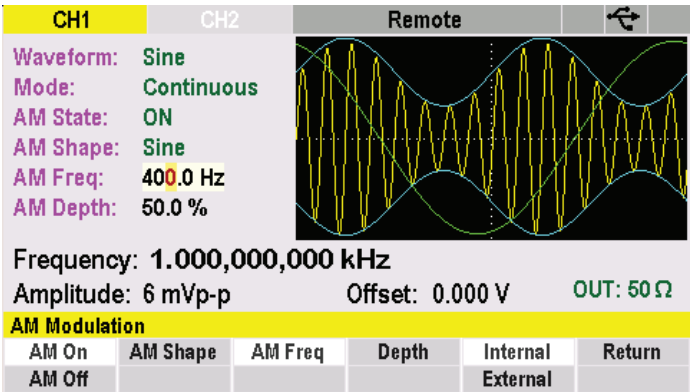 CH1 CH2 Remote
Waveform: Sine
Mode: Continuous
AM State: ON
AM Shape: Sine
AM Freq: 400.0 Hz
AM Depth: 50.0 %
Frequency: 1.000,000,000 kHz
Amplitude: 6 mVp-p Offset: 0.000 V OUT: 50 Ω
AM Modulation
AM On AM Shape AM Freq Depth Internal Return
AM Off External